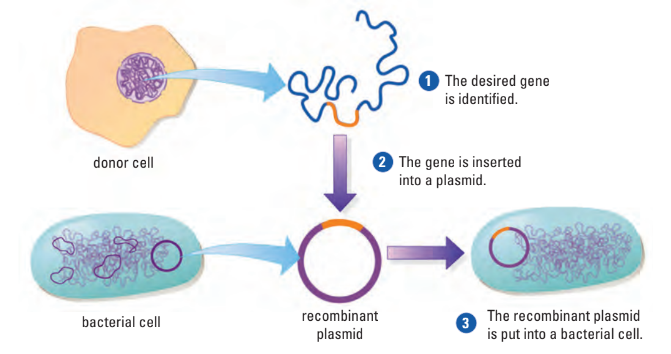 1 The desired gene
is identified.
donor cell
2 The gene is inserted
into a plasmid.
bacterial cell
recombinant
plasmid
3 The recombinant plasmid
is put into a bacterial cell.